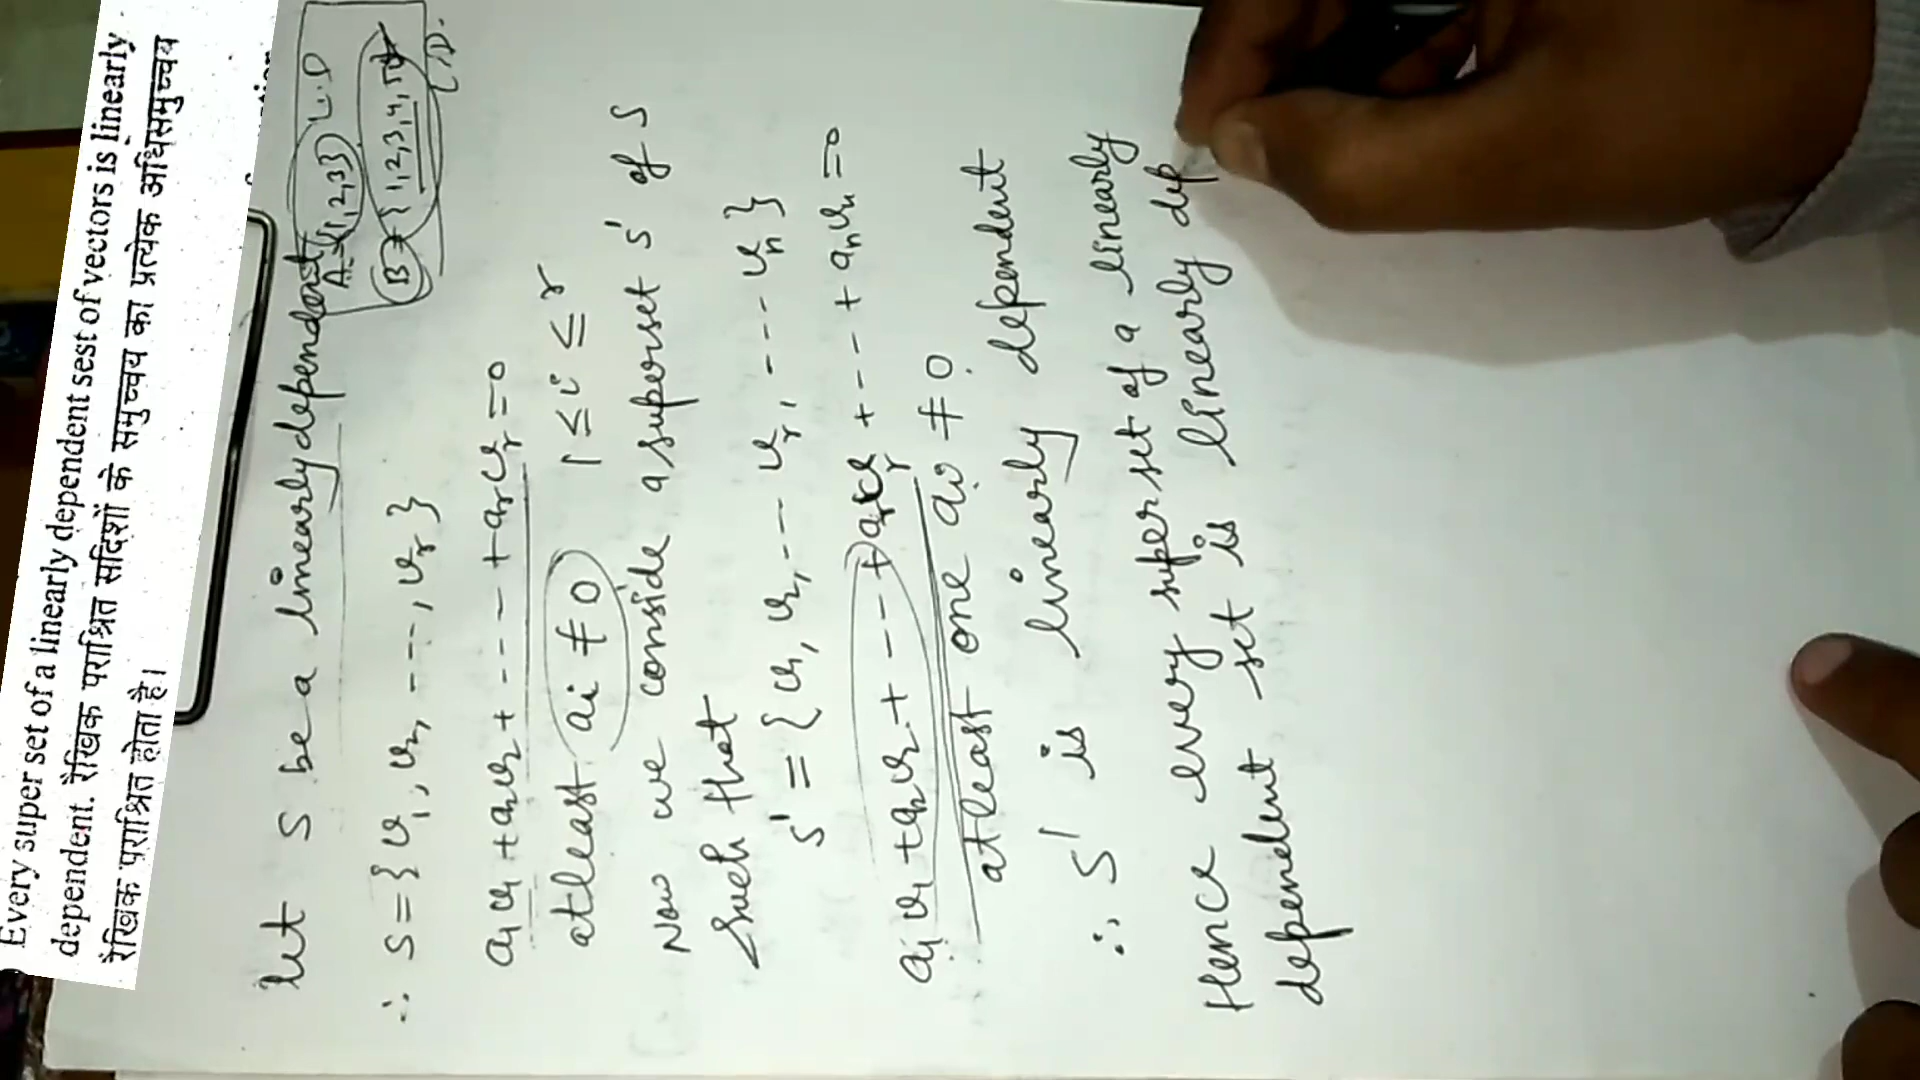 Every super set of a linearly dependent sest of vectors is linearly
dependent. रैखिक पराश्रित सदिशों के समुच्चय का प्रत्येक अधिसमुच्चय
रैखिक पराश्रित होता है।
A = {1,2,3} L.D
B = {1,2,3,4,5}
L.D.
let S be a linearly dependent
∴ S = { v₁, v₂, ---, vᵣ }
a₁v₁ + a₂v₂ + --- + aᵣvᵣ = 0
atleast ai ≠ 0 1 ≤ i ≤ r
Now we conside a superset S' of S
such that
S' = { v₁, v₂, --- vᵣ, --- vₙ }
a₁v₁ + a₂v₂ + --- + aᵣvᵣ + --- + aₙvₙ = 0
atleast one ai ≠ 0.
∴ S' is linearly dependent
Hence every super set of a linearly
dependent set is linearly dep